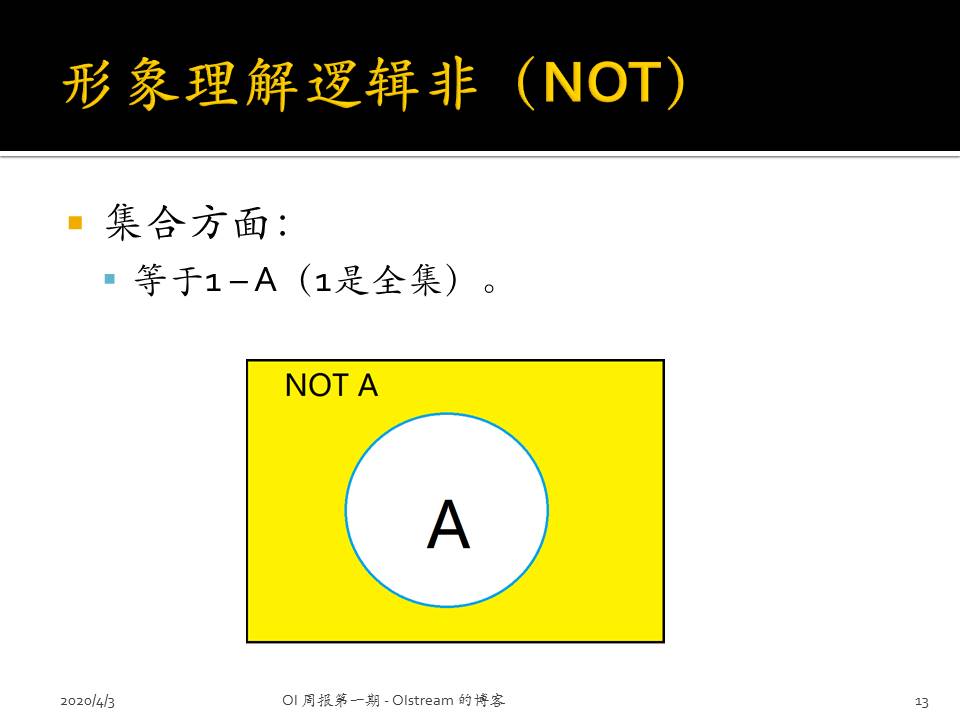 形象理解逻辑非（NOT）
集合方面：
等于1 – A（1是全集）。
NOT A
A
2020/4/3
OI 周报第一期 - OIstream 的博客
13